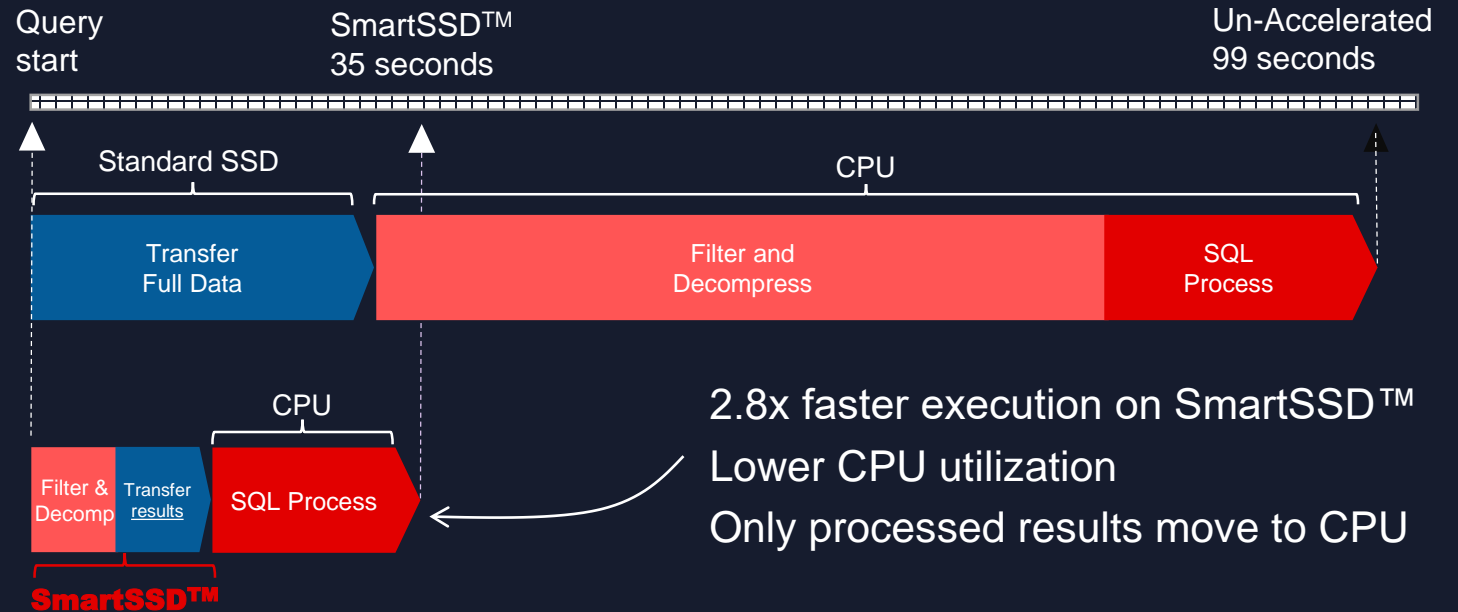 Query
start
SmartSSD™
35 seconds
Un-Accelerated
99 seconds
Standard SSD
CPU
Transfer
Full Data
Filter and
Decompress
SQL
Process
CPU
Filter &
Decomp
Transfer
results
SQL Process
SmartSSD™
2.8x faster execution on SmartSSD™
Lower CPU utilization
Only processed results move to CPU